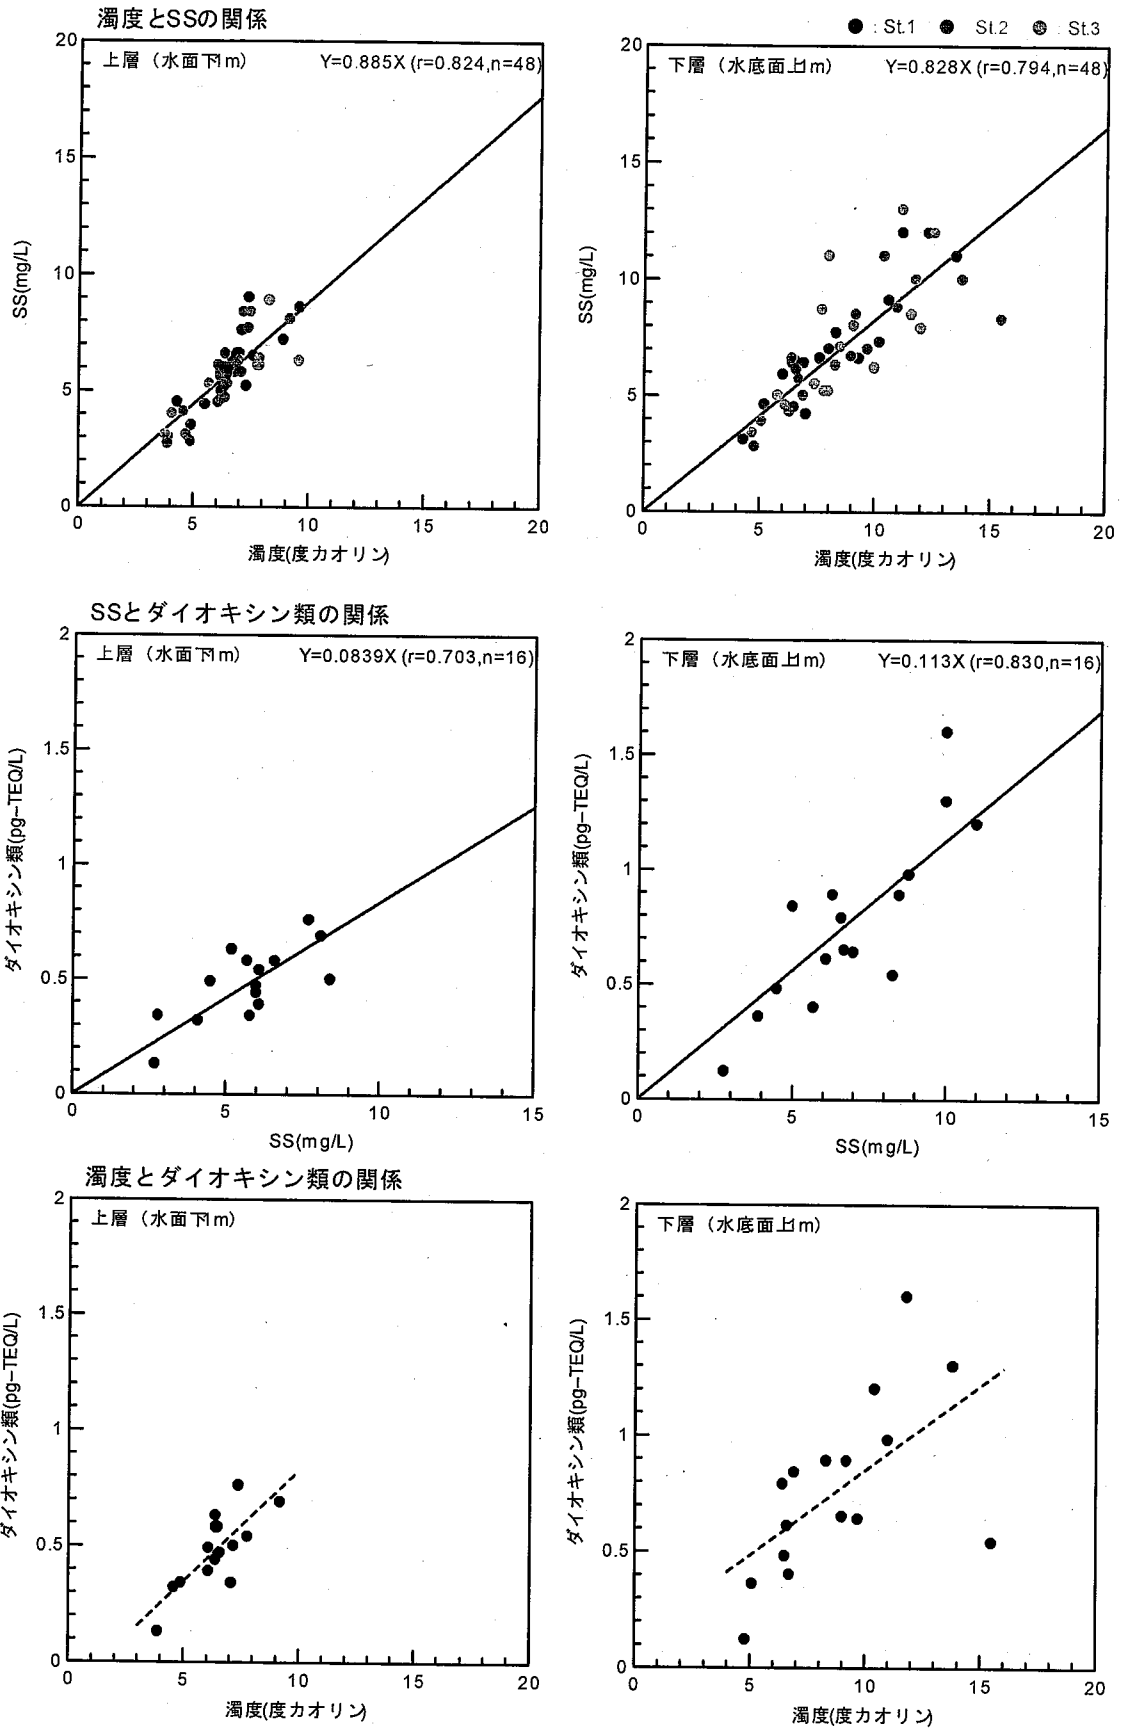 濁度とSSの関係
● : St.1 ● St.2 ● : St.3
上層（水面下1m） Y=0.885X (r=0.824,n=48)
20
15
10
5
0
SS(mg/L)
0 5 10 15 20
濁度(度カオリン)
下層（水底面上1m） Y=0.828X (r=0.794,n=48)
20
15
10
5
0
SS(mg/L)
0 5 10 15 20
濁度(度カオリン)
SSとダイオキシン類の関係
上層（水面下1m） Y=0.0839X (r=0.703,n=16)
2
1.5
1
0.5
0
ダイオキシン類(pg-TEQ/L)
0 5 10 15
SS(mg/L)
下層（水底面上1m） Y=0.113X (r=0.830,n=16)
2
1.5
1
0.5
0
ダイオキシン類(pg-TEQ/L)
0 5 10 15
SS(mg/L)
濁度とダイオキシン類の関係
上層（水面下1m）
2
1.5
1
0.5
0
ダイオキシン類(pg-TEQ/L)
0 5 10 15 20
濁度(度カオリン)
下層（水底面上1m）
2
1.5
1
0.5
0
ダイオキシン類(pg-TEQ/L)
0 5 10 15 20
濁度(度カオリン)